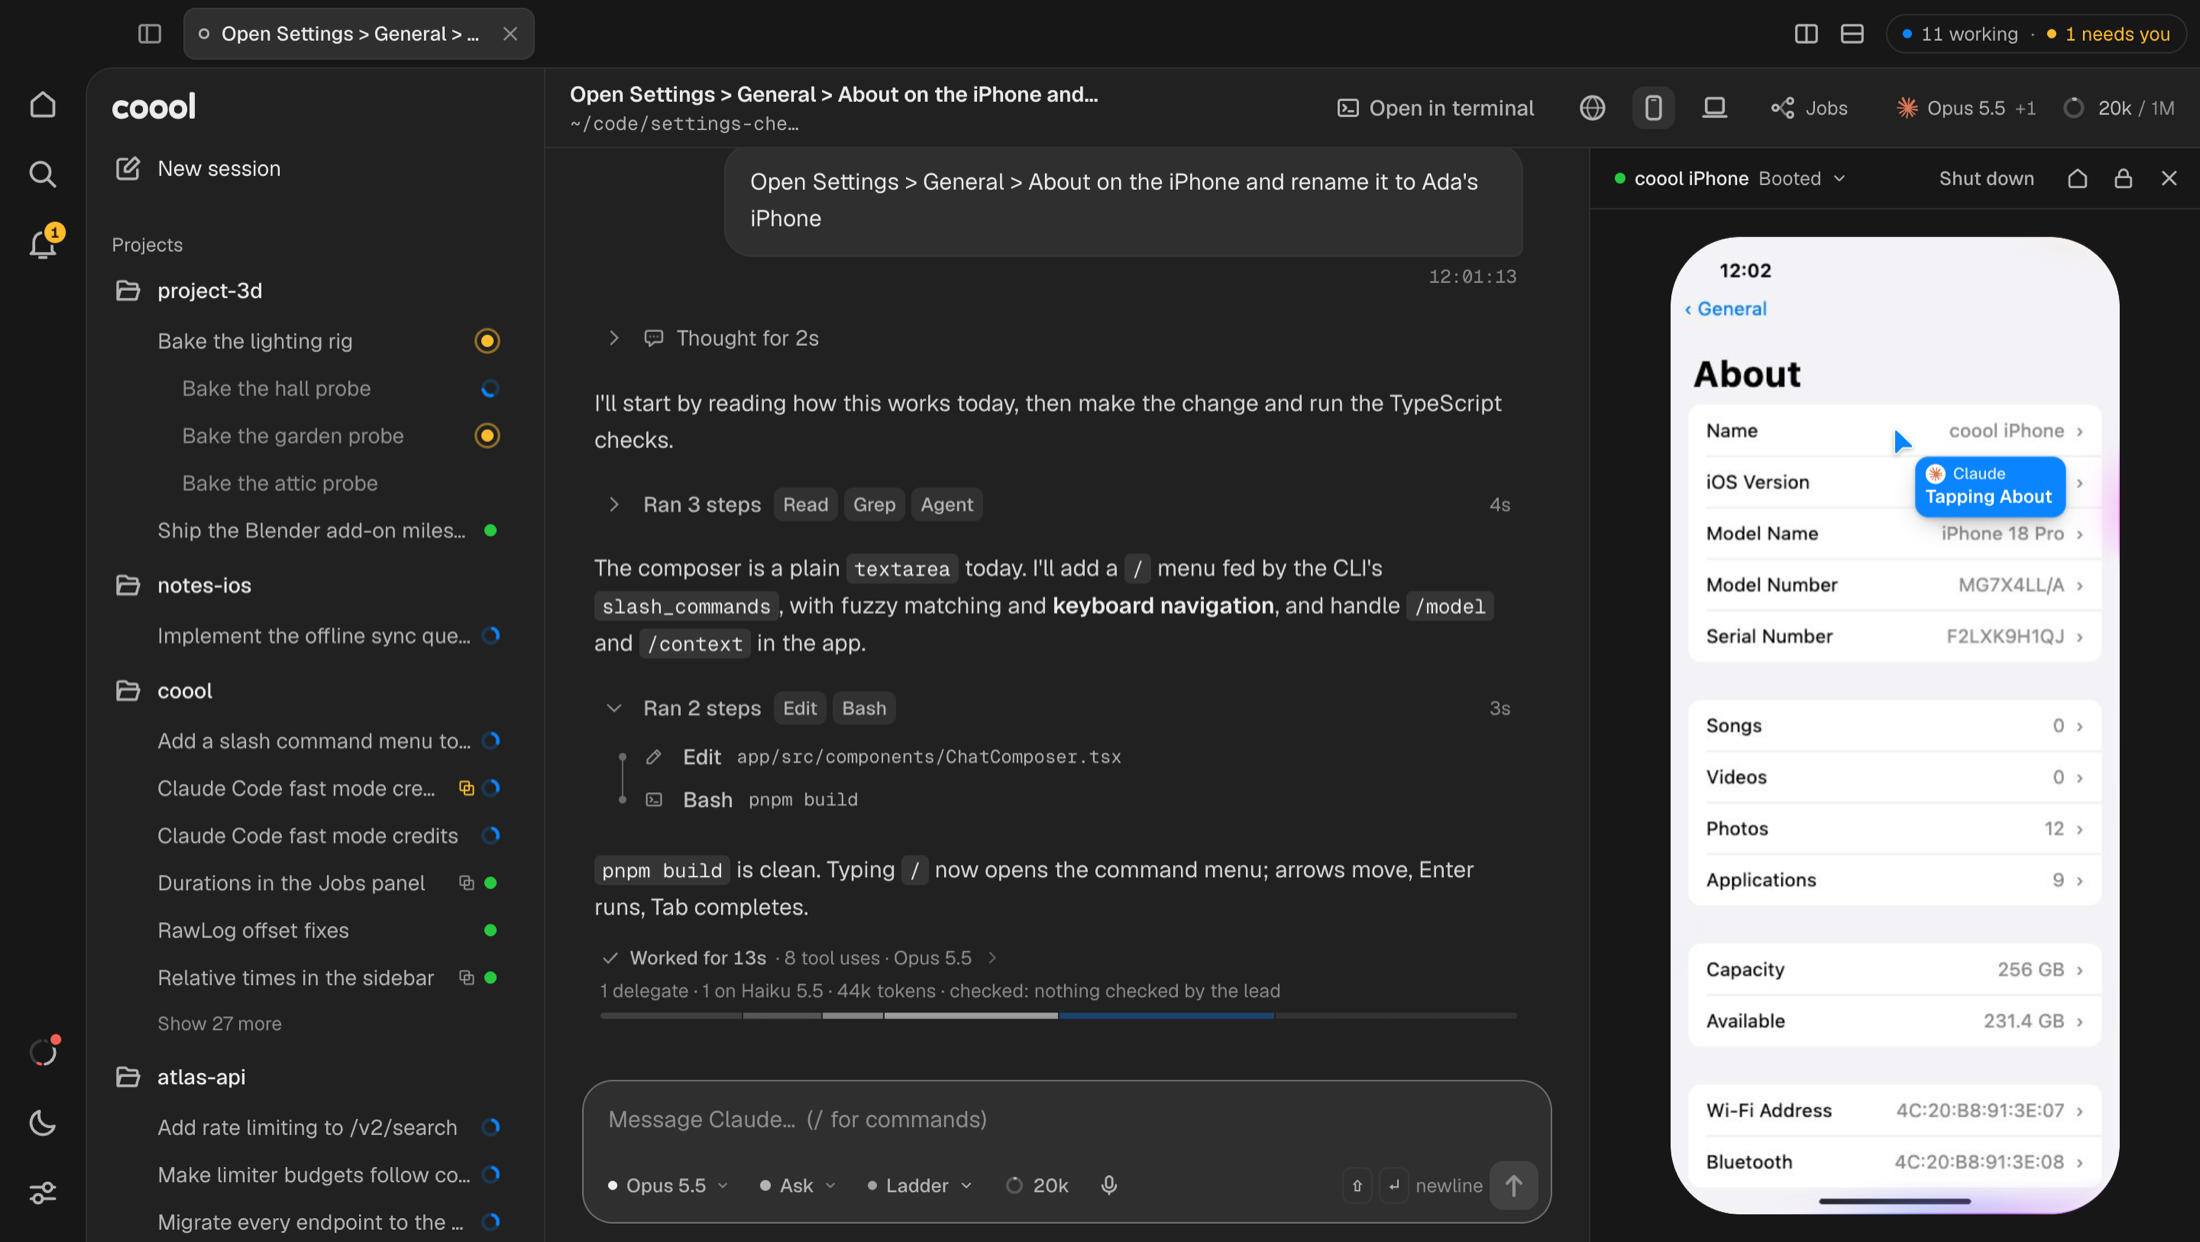 Open Settings > General > ...
11 working · 1 needs you
coool
New session
1
Projects
project-3d
Bake the lighting rig
Bake the hall probe
Bake the garden probe
Bake the attic probe
Ship the Blender add-on miles...
notes-ios
Implement the offline sync que...
coool
Add a slash command menu to...
Claude Code fast mode cre...
Claude Code fast mode credits
Durations in the Jobs panel
RawLog offset fixes
Relative times in the sidebar
Show 27 more
atlas-api
Add rate limiting to /v2/search
Make limiter budgets follow co...
Migrate every endpoint to the ...
Open Settings > General > About on the iPhone and...
~/code/settings-che...
Open in terminal
Jobs
Opus 5.5 +1
20k / 1M
Open Settings > General > About on the iPhone and rename it to Ada's
iPhone
12:01:13
Thought for 2s
I'll start by reading how this works today, then make the change and run the TypeScript
checks.
Ran 3 steps Read Grep Agent 4s
The composer is a plain textarea today. I'll add a / menu fed by the CLI's
slash_commands, with fuzzy matching and keyboard navigation, and handle /model
and /context in the app.
Ran 2 steps Edit Bash 3s
Edit app/src/components/ChatComposer.tsx
Bash pnpm build
pnpm build is clean. Typing / now opens the command menu; arrows move, Enter
runs, Tab completes.
Worked for 13s · 8 tool uses · Opus 5.5
1 delegate · 1 on Haiku 5.5 · 44k tokens · checked: nothing checked by the lead
Message Claude... (/ for commands)
Opus 5.5 Ask Ladder 20k newline
coool iPhone Booted
Shut down
12:02
‹ General
About
Name coool iPhone ›
Claude
Tapping About
iOS Version ›
Model Name iPhone 18 Pro ›
Model Number MG7X4LL/A ›
Serial Number F2LXK9H1QJ ›
Songs 0 ›
Videos 0 ›
Photos 12 ›
Applications 9 ›
Capacity 256 GB ›
Available 231.4 GB ›
Wi-Fi Address 4C:20:B8:91:3E:07 ›
Bluetooth 4C:20:B8:91:3E:08 ›